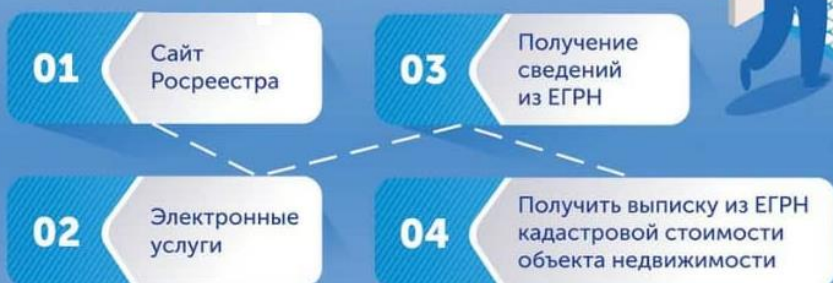 01
Сайт
Росреестра
02
Электронные
услуги
03
Получение
сведений
из ЕГРН
04
Получить выписку из ЕГРН
кадастровой стоимости
объекта недвижимости